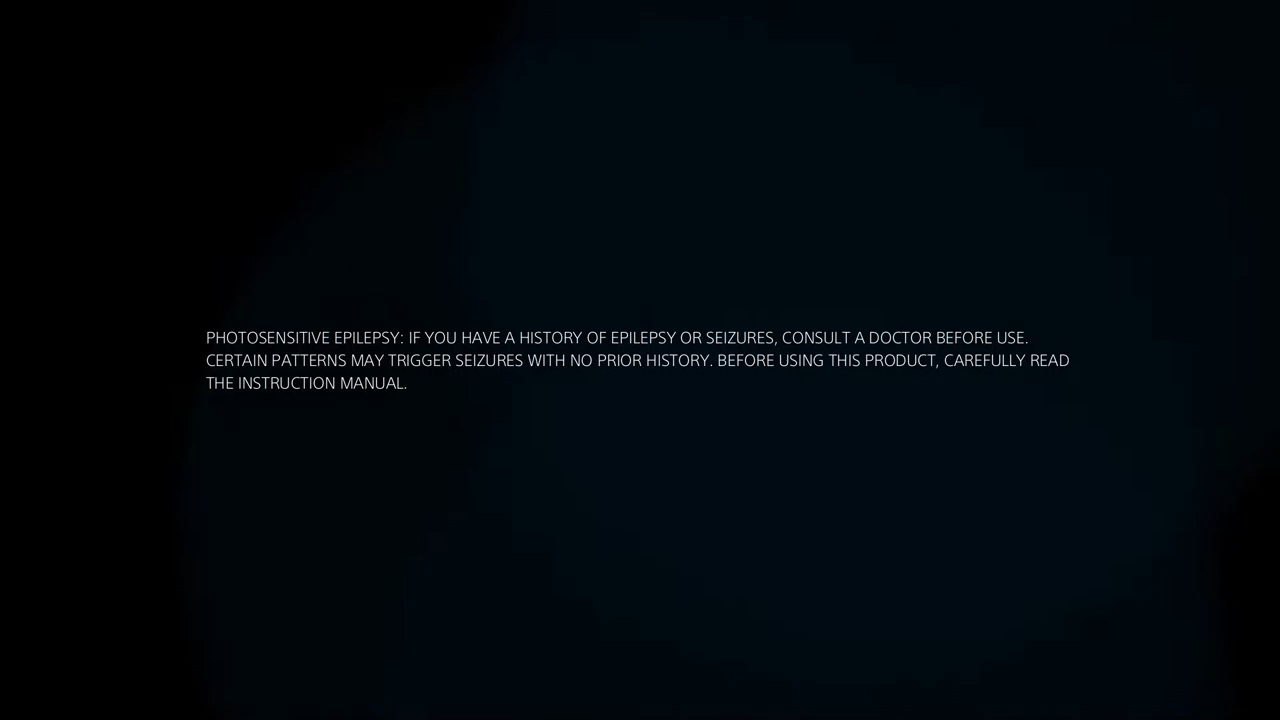 PHOTOSENSITIVE EPILEPSY: IF YOU HAVE A HISTORY OF EPILEPSY OR SEIZURES, CONSULT A DOCTOR BEFORE USE.
CERTAIN PATTERNS MAY TRIGGER SEIZURES WITH NO PRIOR HISTORY. BEFORE USING THIS PRODUCT, CAREFULLY READ
THE INSTRUCTION MANUAL.